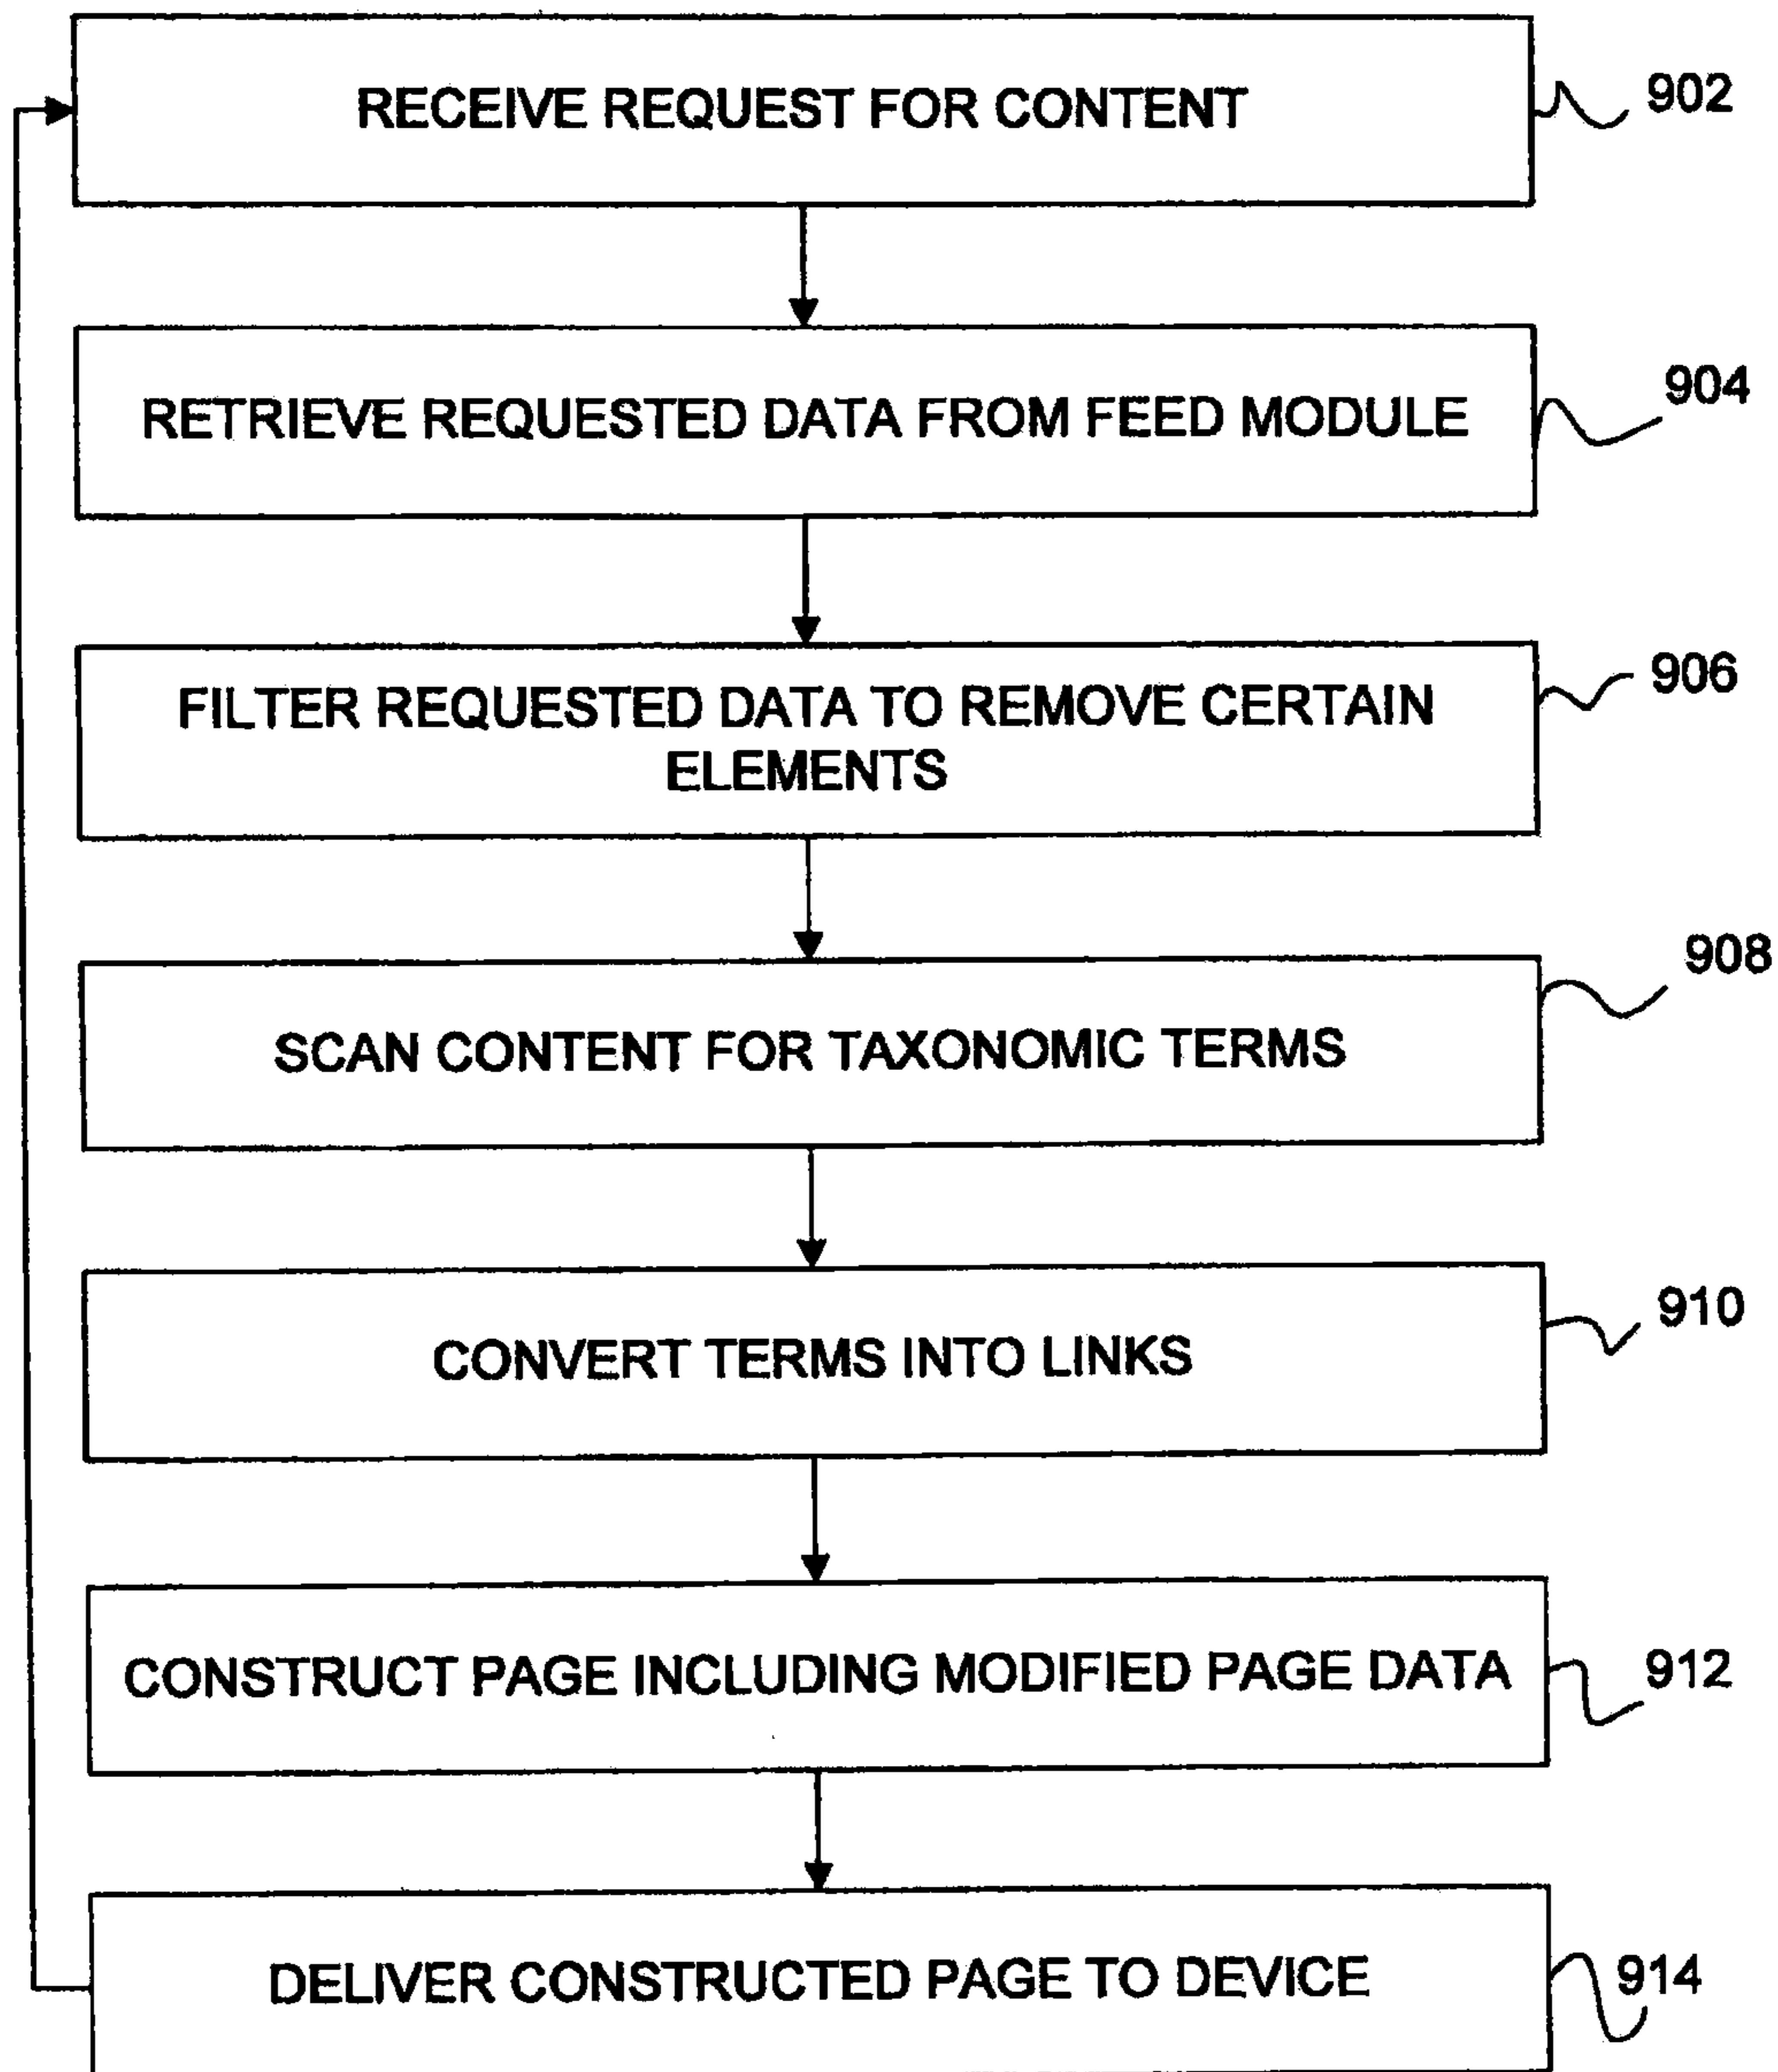 RECEIVE REQUEST FOR CONTENT
902
RETRIEVE REQUESTED DATA FROM FEED MODULE
904
FILTER REQUESTED DATA TO REMOVE CERTAIN
ELEMENTS
906
SCAN CONTENT FOR TAXONOMIC TERMS
908
CONVERT TERMS INTO LINKS
910
CONSTRUCT PAGE INCLUDING MODIFIED PAGE DATA
912
DELIVER CONSTRUCTED PAGE TO DEVICE
914